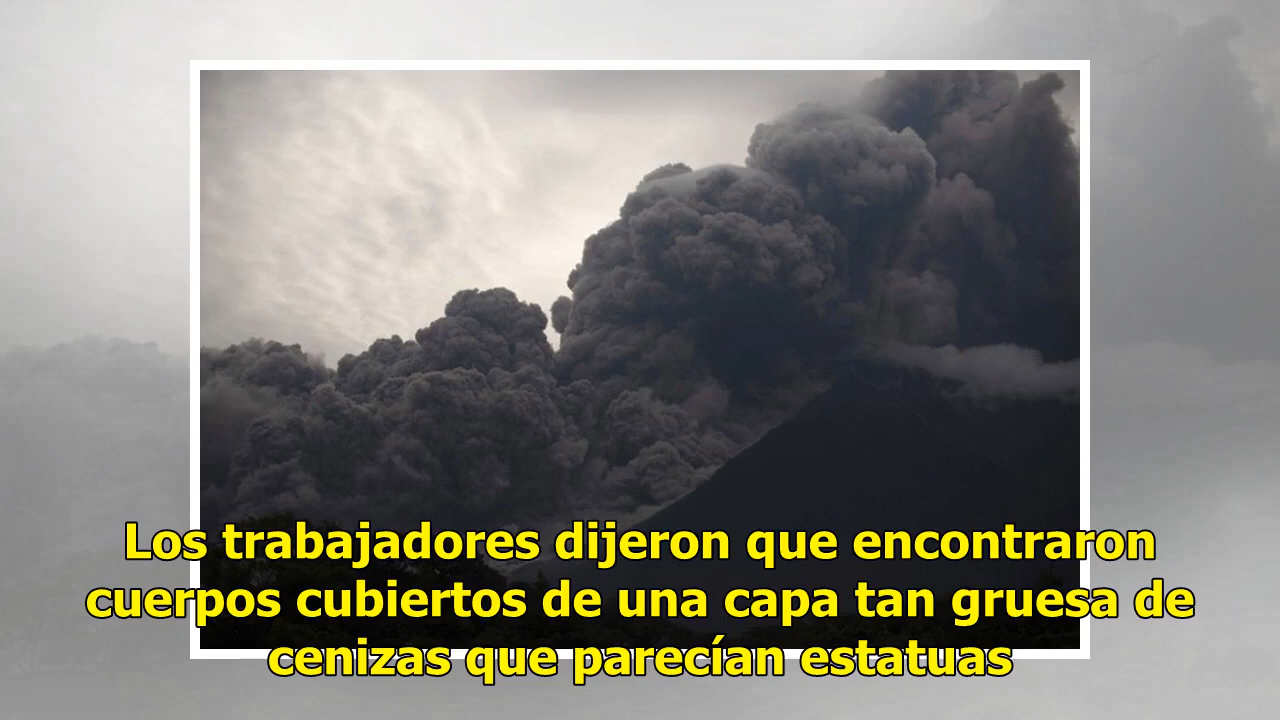 Los trabajadores dijeron que encontraron
cuerpos cubiertos de una capa tan gruesa de
cenizas que parecían estatuas